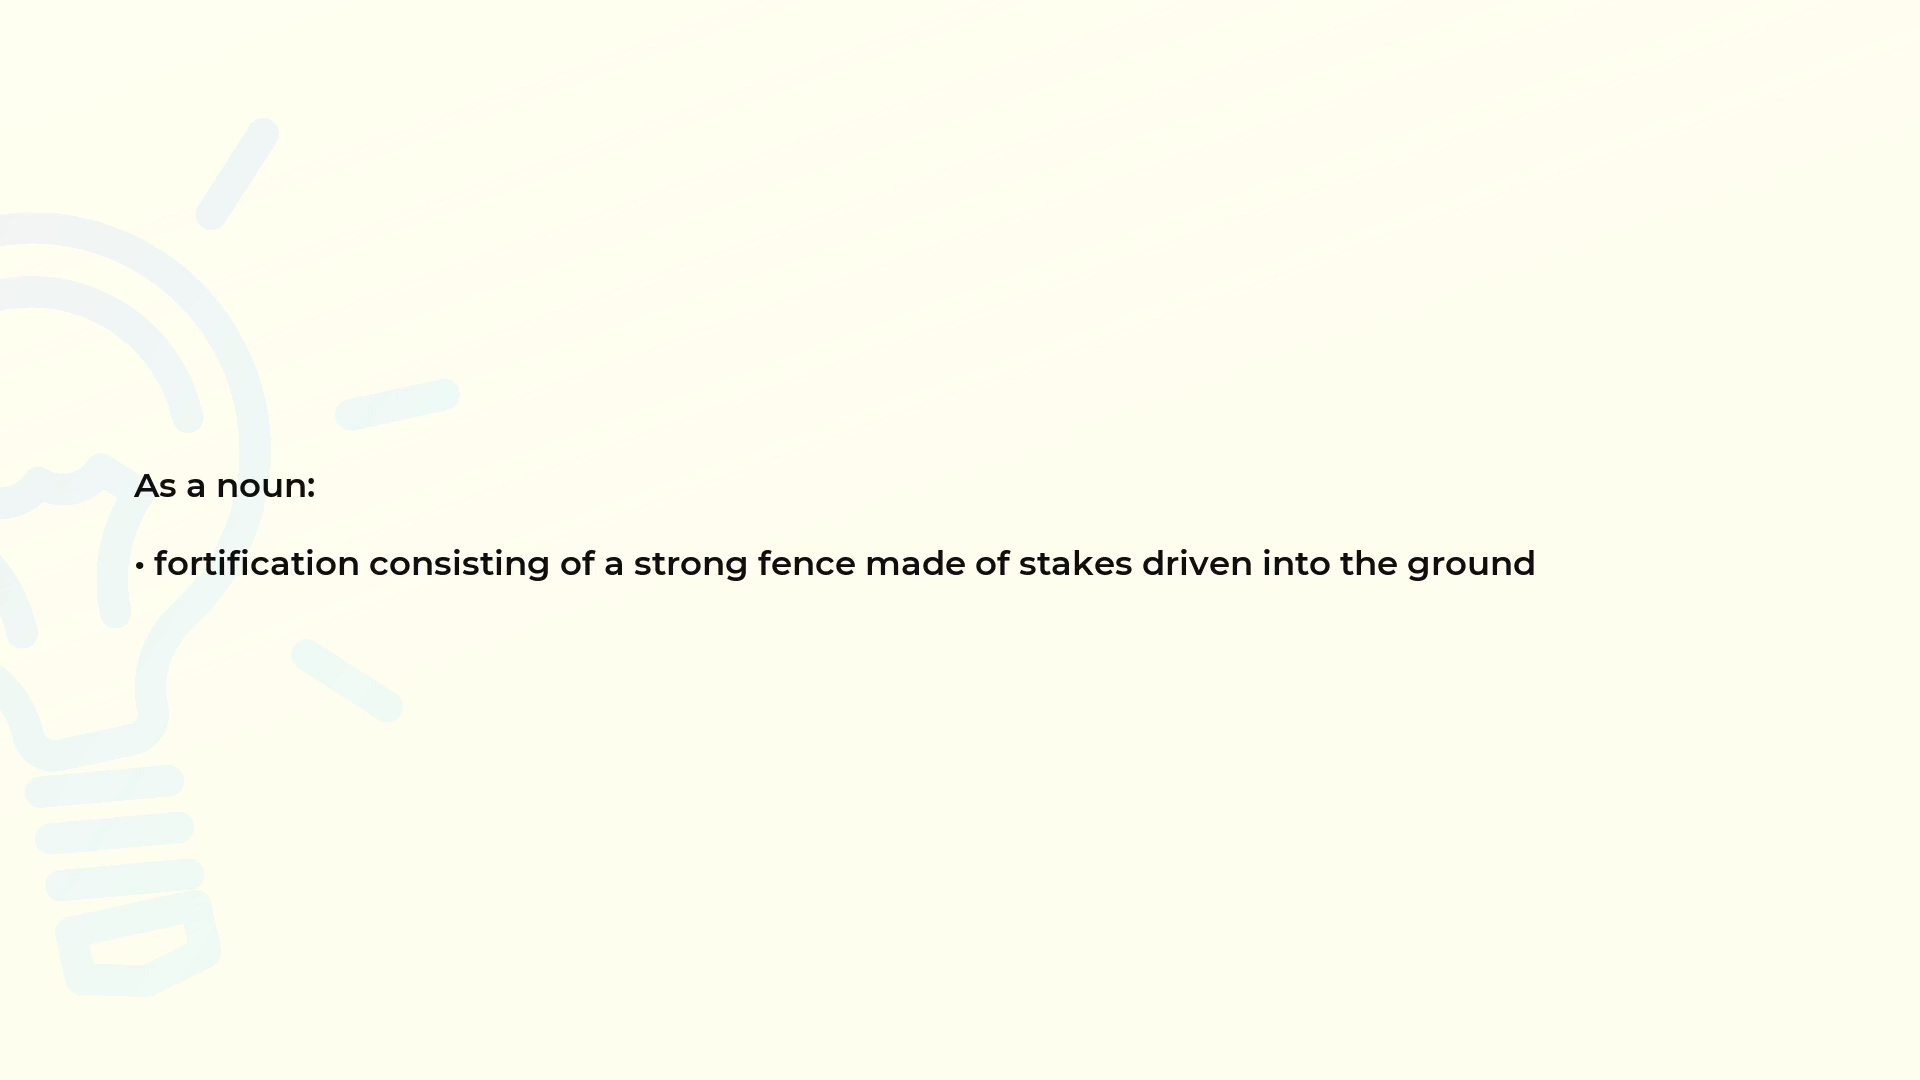 As a noun:
• fortification consisting of a strong fence made of stakes driven into the ground